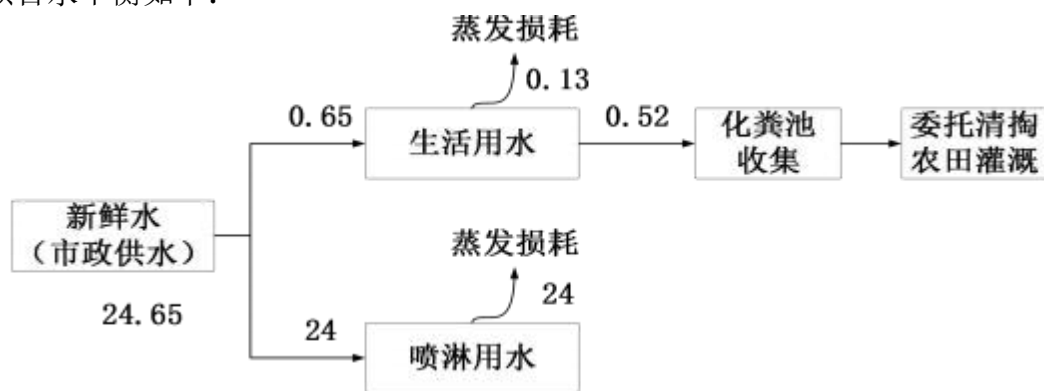 蒸发损耗
0.13
0.65
生活用水
0.52
化粪池
收集
委托清掏
农田灌溉
新鲜水
（市政供水）
24.65
蒸发损耗
24
24
喷淋用水